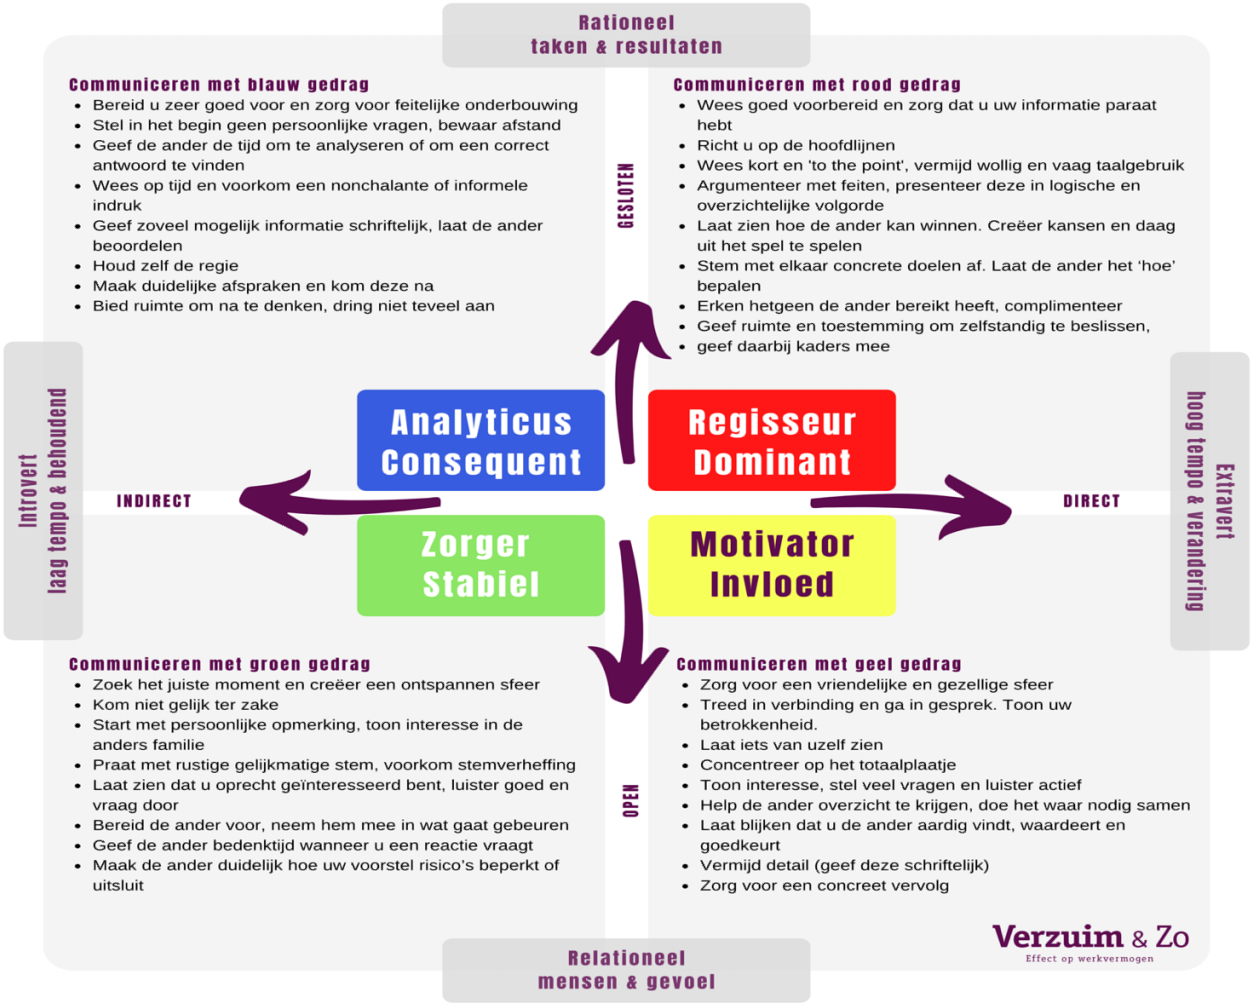 Rationeel
taken & resultaten
Communiceren met blauw gedrag
• Bereid u zeer goed voor en zorg voor feitelijke onderbouwing
• Stel in het begin geen persoonlijke vragen, bewaar afstand
• Geef de ander de tijd om te analyseren of om een correct
antwoord te vinden
• Wees op tijd en voorkom een nonchalante of informele
indruk
• Geef zoveel mogelijk informatie schriftelijk, laat de ander
beoordelen
• Houd zelf de regie
• Maak duidelijke afspraken en kom deze na
• Bied ruimte om na te denken, dring niet teveel aan
GESLOTEN
Communiceren met rood gedrag
• Wees goed voorbereid en zorg dat u uw informatie paraat
hebt
• Richt u op de hoofdlijnen
• Wees kort en 'to the point', vermijd wollig en vaag taalgebruik
• Argumenteer met feiten, presenteer deze in logische en
overzichtelijke volgorde
• Laat zien hoe de ander kan winnen. Creëer kansen en daag
uit het spel te spelen
• Stem met elkaar concrete doelen af. Laat de ander het ‘hoe’
bepalen
• Erken hetgeen de ander bereikt heeft, complimenteer
• Geef ruimte en toestemming om zelfstandig te beslissen,
• geef daarbij kaders mee
Introvert
laag tempo & behoudend
INDIRECT
Analyticus
Consequent
Regisseur
Dominant
Zorger
Stabiel
Motivator
Invloed
DIRECT
Extravert
hoog tempo & verandering
Communiceren met groen gedrag
• Zoek het juiste moment en creëer een ontspannen sfeer
• Kom niet gelijk ter zake
• Start met persoonlijke opmerking, toon interesse in de
anders familie
• Praat met rustige gelijkmatige stem, voorkom stemverheffing
• Laat zien dat u oprecht geïnteresseerd bent, luister goed en
vraag door
• Bereid de ander voor, neem hem mee in wat gaat gebeuren
• Geef de ander bedenktijd wanneer u een reactie vraagt
• Maak de ander duidelijk hoe uw voorstel risico’s beperkt of
uitsluit
OPEN
Communiceren met geel gedrag
• Zorg voor een vriendelijke en gezellige sfeer
• Treed in verbinding en ga in gesprek. Toon uw
betrokkenheid.
• Laat iets van uzelf zien
• Concentreer op het totaalplaatje
• Toon interesse, stel veel vragen en luister actief
• Help de ander overzicht te krijgen, doe het waar nodig samen
• Laat blijken dat u de ander aardig vindt, waardeert en
goedkeurt
• Vermijd detail (geef deze schriftelijk)
• Zorg voor een concreet vervolg
Verzuim & Zo
Effect op werkvermogen
Relationeel
mensen & gevoel